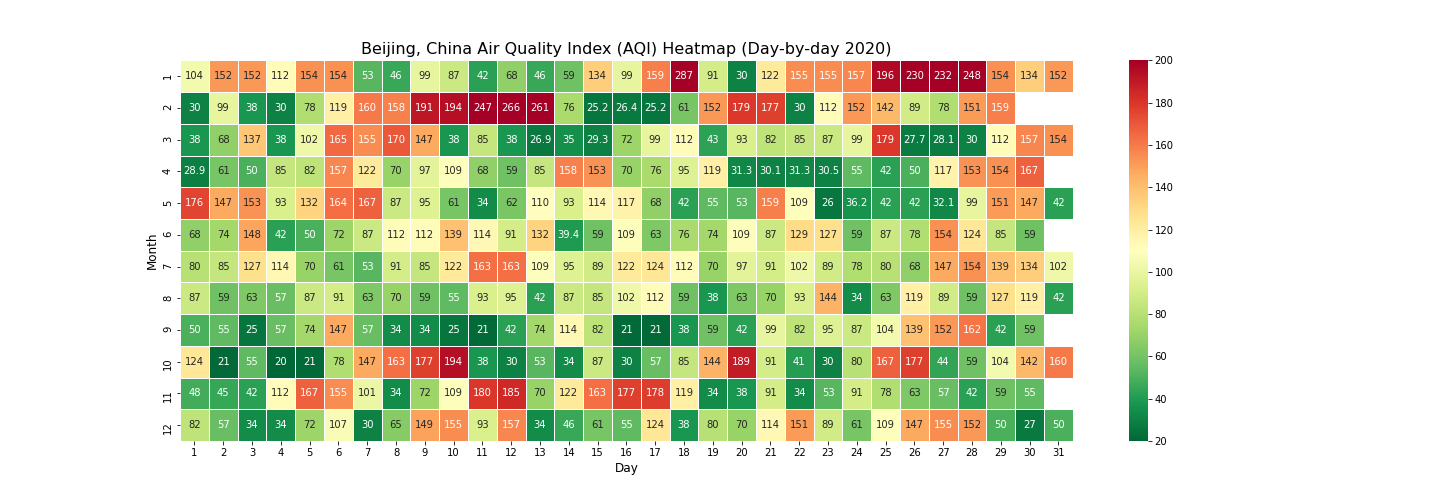 Beijing, China Air Quality Index (AQI) Heatmap (Day-by-day 2020)
1 104 152 152 112 154 154 53 46 99 87 42 68 46 59 134 99 159 287 91 30 122 155 155 157 196 230 232 248 154 134 152
2 30 99 38 30 78 119 160 158 191 194 247 266 261 76 25.2 26.4 25.2 61 152 179 177 30 112 152 142 89 78 151 159
3 38 68 137 38 102 165 155 170 147 38 85 38 26.9 35 29.3 72 99 112 43 93 82 85 87 99 179 27.7 28.1 30 112 157 154
4 28.9 61 50 85 82 157 122 70 97 109 68 59 85 158 153 70 76 95 119 31.3 30.1 31.3 30.5 55 42 50 117 153 154 167
5 176 147 153 93 132 164 167 87 95 61 34 62 110 93 114 117 68 42 55 53 159 109 26 36.2 42 42 32.1 99 151 147 42
6 68 74 148 42 50 72 87 112 112 139 114 91 132 39.4 59 109 63 76 74 109 87 129 127 59 87 78 154 124 85 59
7 80 85 127 114 70 61 53 91 85 122 163 163 109 95 89 122 124 112 70 97 91 102 89 78 80 68 147 154 139 134 102
8 87 59 63 57 87 91 63 70 59 55 93 95 42 87 85 102 112 59 38 63 70 93 144 34 63 119 89 59 127 119 42
9 50 55 25 57 74 147 57 34 34 25 21 42 74 114 82 21 21 38 59 42 99 82 95 87 104 139 152 162 42 59
10 124 21 55 20 21 78 147 163 177 194 38 30 53 34 87 30 57 85 144 189 91 41 30 80 167 177 44 59 104 142 160
11 48 45 42 112 167 155 101 34 72 109 180 185 70 122 163 177 178 119 34 38 91 34 53 91 78 63 57 42 59 55
12 82 57 34 34 72 107 30 65 149 155 93 157 34 46 61 55 124 38 80 70 114 151 89 61 109 147 155 152 50 27 50
1 2 3 4 5 6 7 8 9 10 11 12 13 14 15 16 17 18 19 20 21 22 23 24 25 26 27 28 29 30 31
Day
Month
200
180
160
140
120
100
80
60
40
20